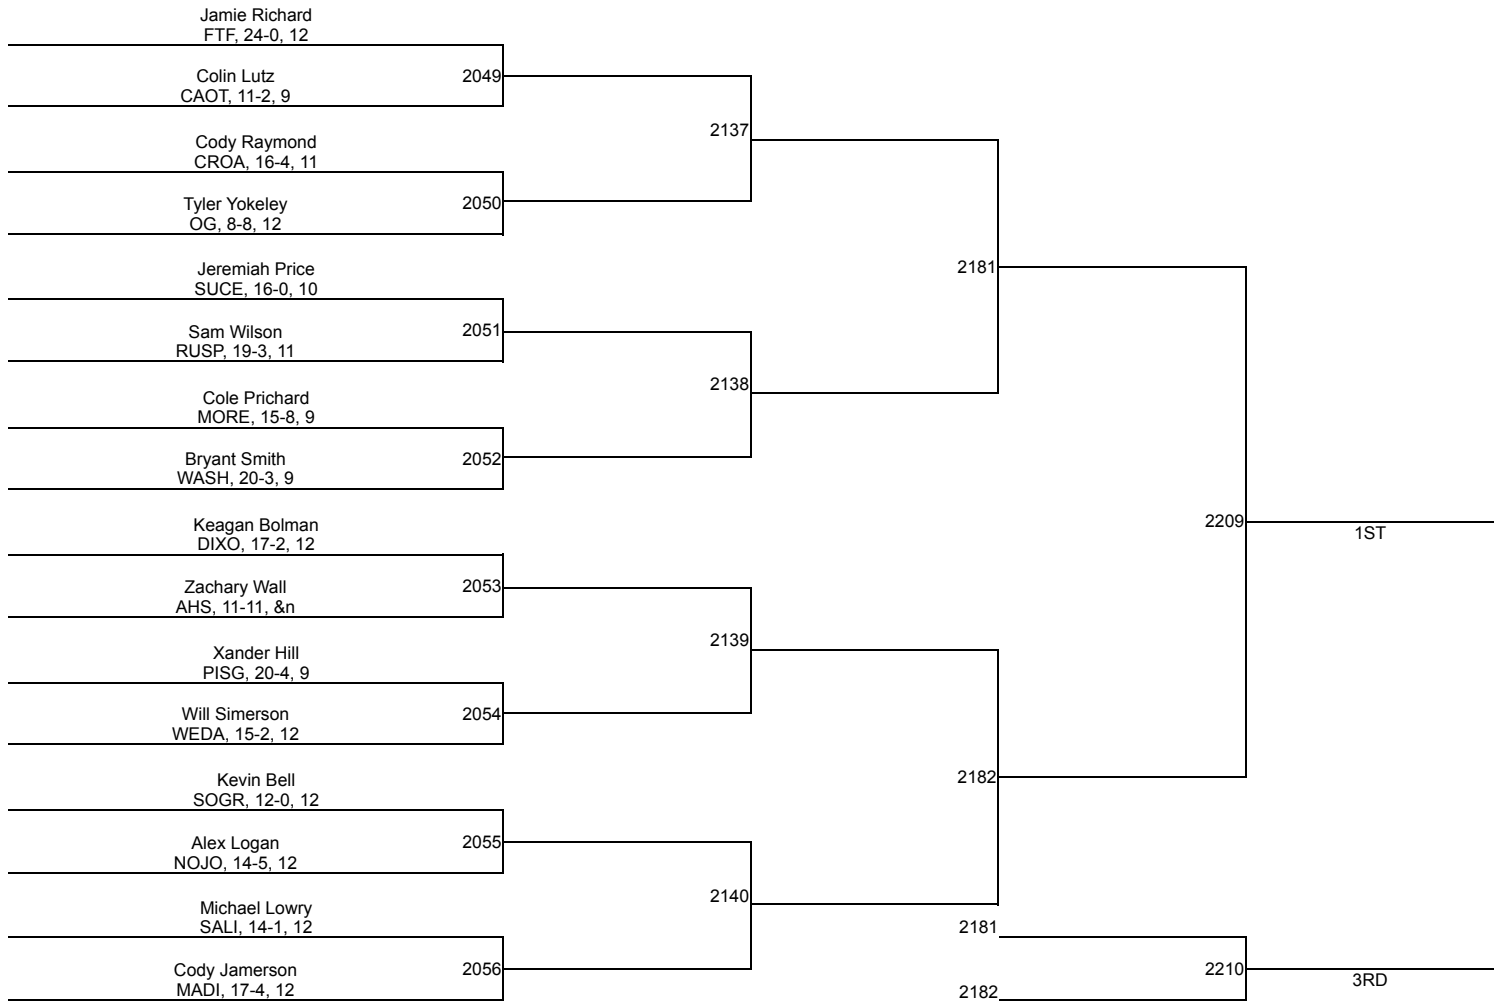 Jamie Richard
FTF, 24-0, 12
Colin Lutz
CAOT, 11-2, 9
2049
Cody Raymond
CROA, 16-4, 11
Tyler Yokeley
OG, 8-8, 12
2050
2137
Jeremiah Price
SUCE, 16-0, 10
Sam Wilson
RUSP, 19-3, 11
2051
Cole Prichard
MORE, 15-8, 9
Bryant Smith
WASH, 20-3, 9
2052
2138
2181
Keagan Bolman
DIXO, 17-2, 12
Zachary Wall
AHS, 11-11, &n
2053
Xander Hill
PISG, 20-4, 9
Will Simerson
WEDA, 15-2, 12
2054
2139
Kevin Bell
SOGR, 12-0, 12
Alex Logan
NOJO, 14-5, 12
2055
Michael Lowry
SALI, 14-1, 12
Cody Jamerson
MADI, 17-4, 12
2056
2140
2182
2209
1ST
2181
2182
2210
3RD